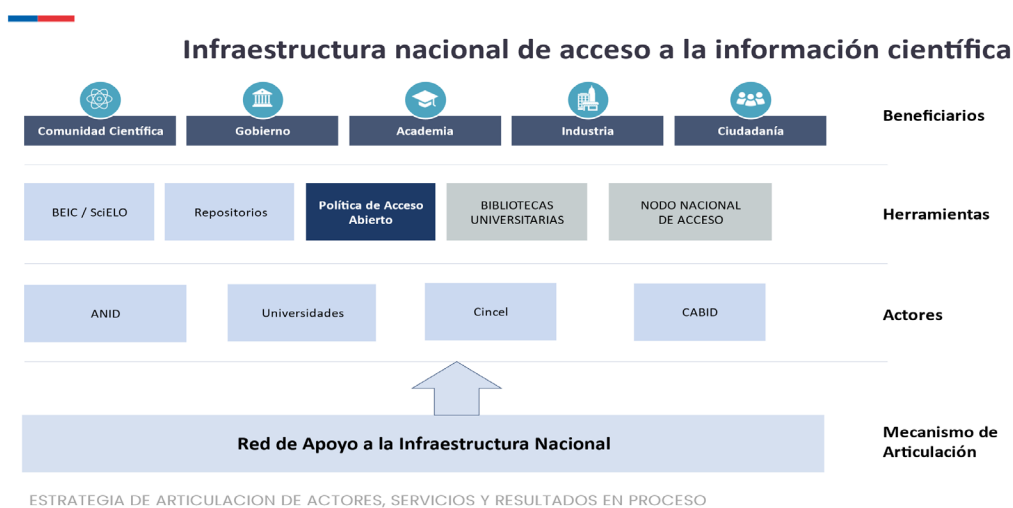 Infraestructura nacional de acceso a la información científica
Comunidad Científica
Gobierno
Academia
Industria
Ciudadanía
Beneficiarios
BEIC / SciELO
Repositorios
Política de Acceso
Abierto
BIBLIOTECAS
UNIVERSITARIAS
NODO NACIONAL
DE ACCESO
Herramientas
ANID
Universidades
Cincel
CABID
Actores
Red de Apoyo a la Infraestructura Nacional
Mecanismo de
Articulación
ESTRATEGIA DE ARTICULACION DE ACTORES, SERVICIOS Y RESULTADOS EN PROCESO